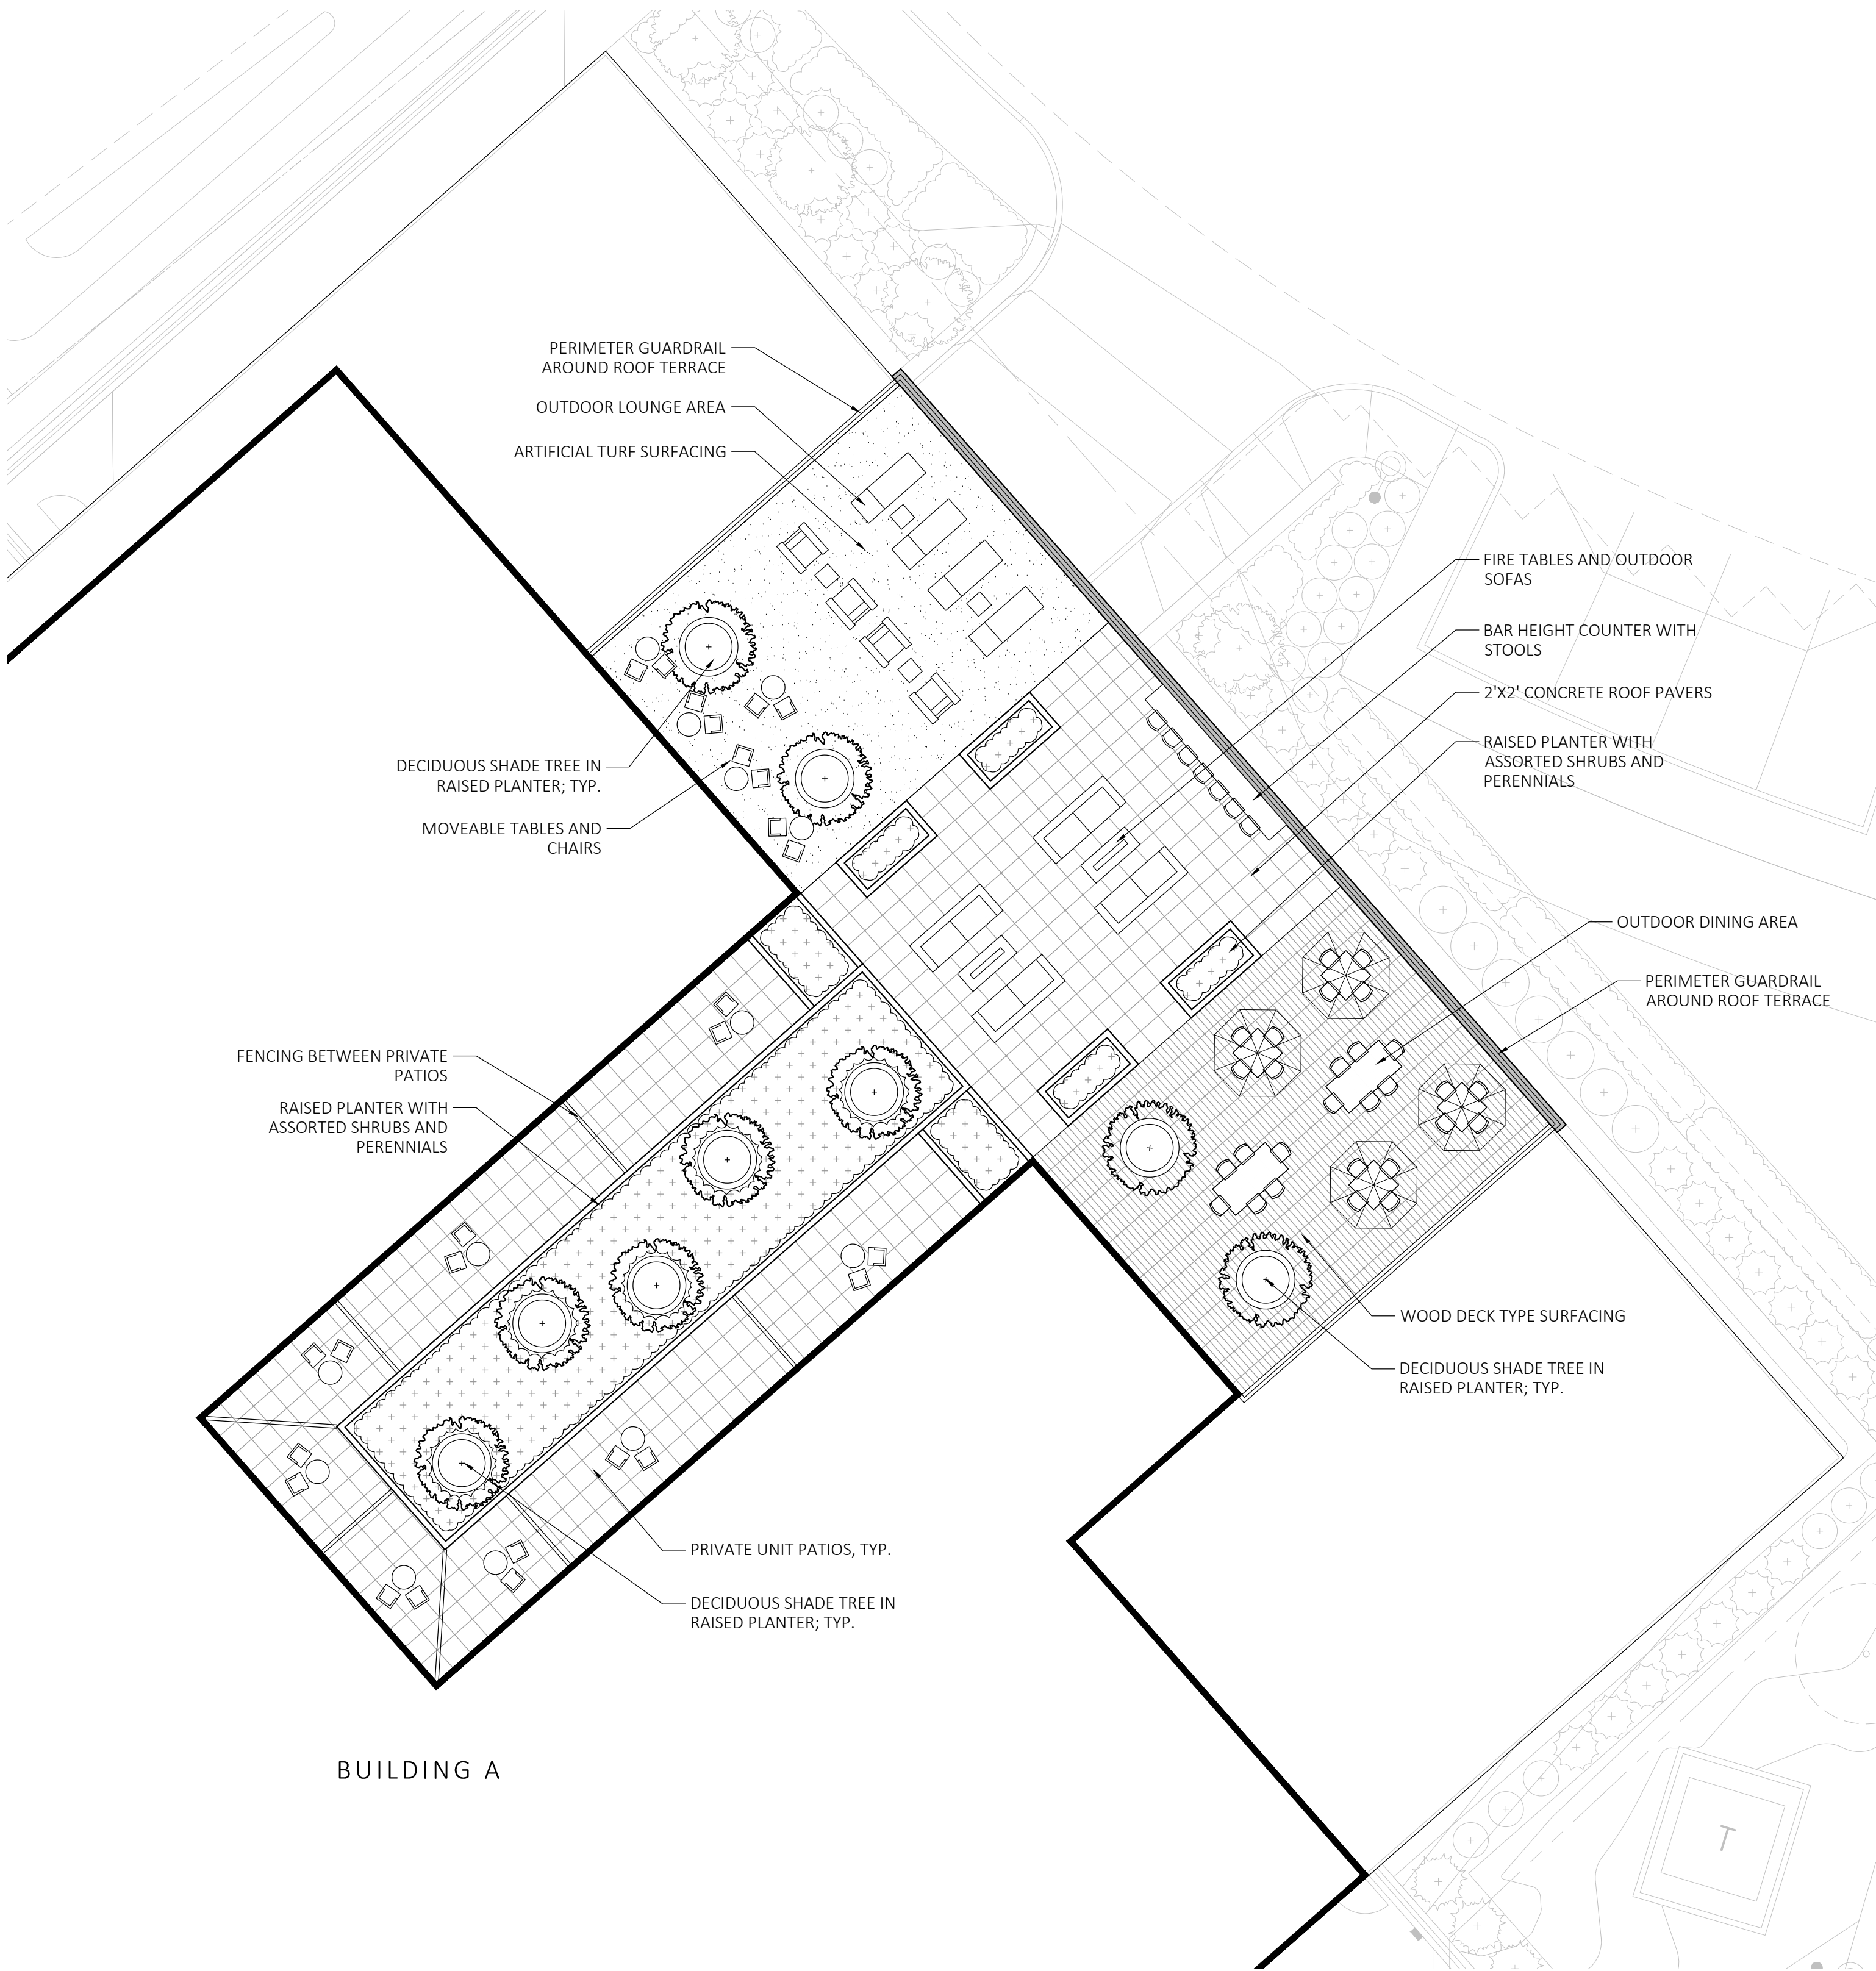 PERIMETER GUARDRAIL
AROUND ROOF TERRACE
OUTDOOR LOUNGE AREA
ARTIFICIAL TURF SURFACING
DECIDUOUS SHADE TREE IN
RAISED PLANTER; TYP.
MOVEABLE TABLES AND
CHAIRS
FIRE TABLES AND OUTDOOR
SOFAS
BAR HEIGHT COUNTER WITH
STOOLS
2'X2' CONCRETE ROOF PAVERS
RAISED PLANTER WITH
ASSORTED SHRUBS AND
PERENNIALS
OUTDOOR DINING AREA
PERIMETER GUARDRAIL
AROUND ROOF TERRACE
FENCING BETWEEN PRIVATE
PATIOS
RAISED PLANTER WITH
ASSORTED SHRUBS AND
PERENNIALS
WOOD DECK TYPE SURFACING
DECIDUOUS SHADE TREE IN
RAISED PLANTER; TYP.
PRIVATE UNIT PATIOS, TYP.
DECIDUOUS SHADE TREE IN
RAISED PLANTER; TYP.
BUILDING A
T